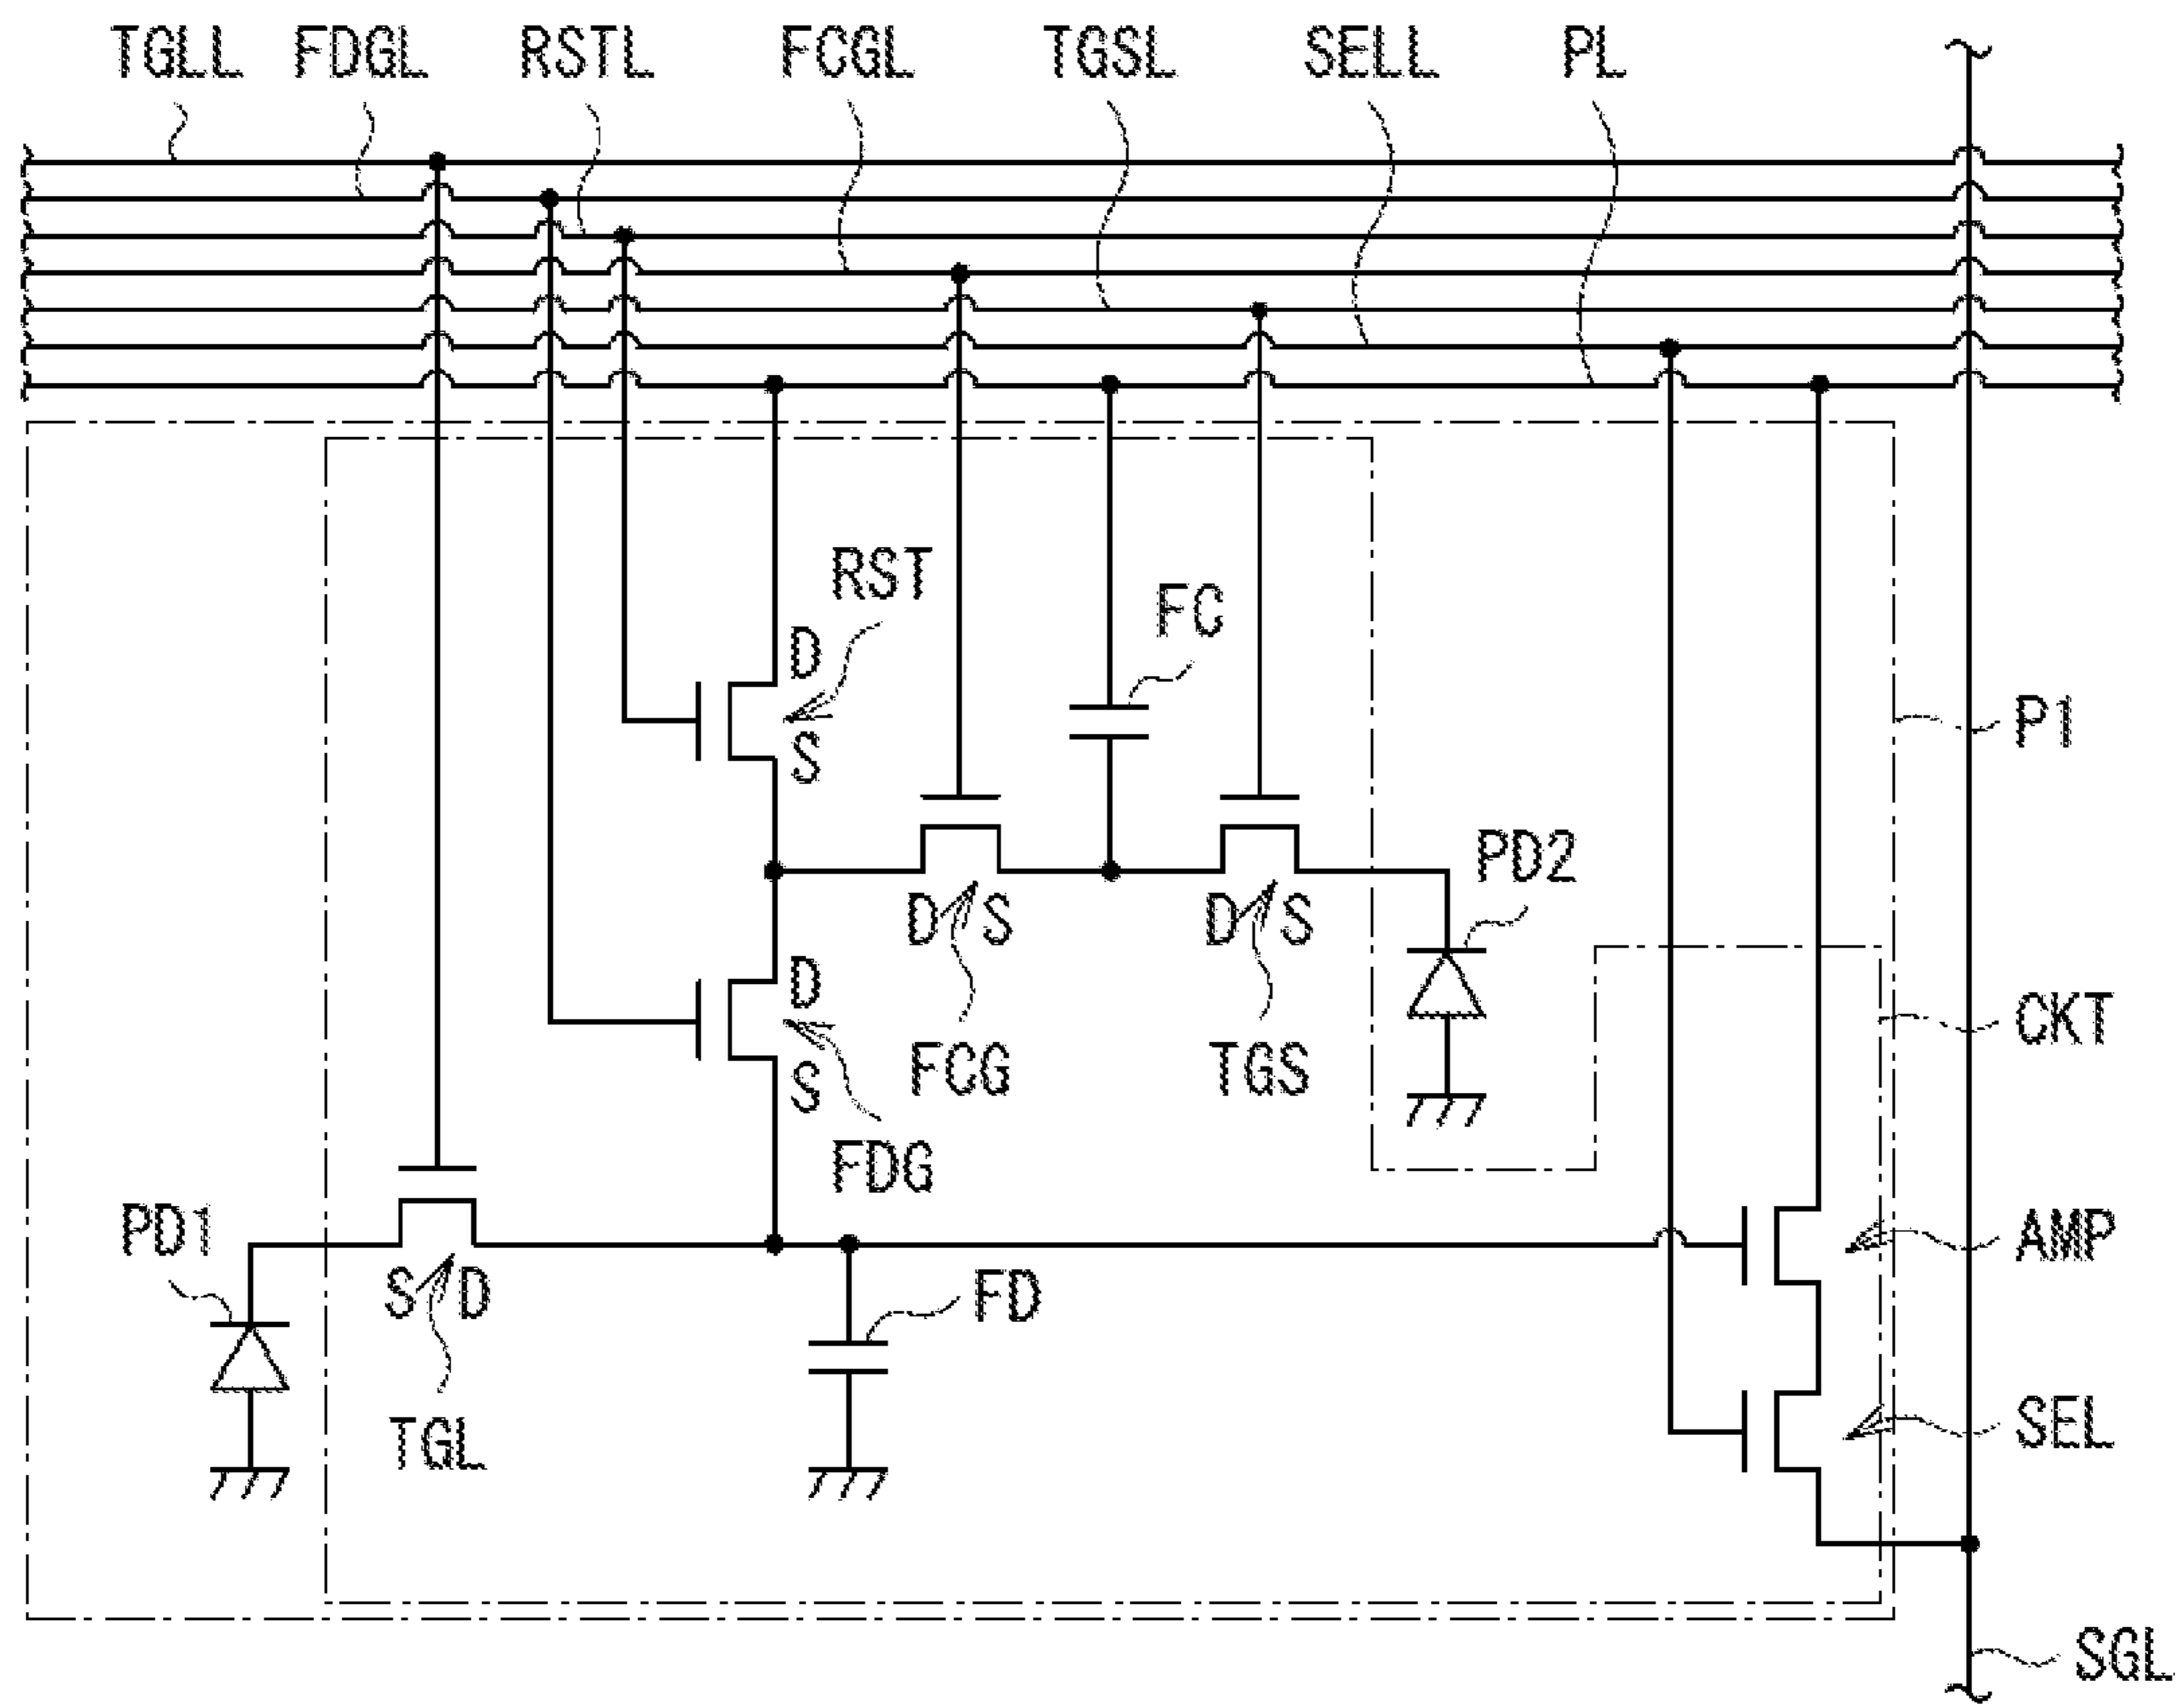 TGLL FDGL RSTL FCGL TGSL SELL PL
RST
FC
D
P1
S
PD2
D S
D S
D
CKT
FCG
TGS
S
FDG
PD1
AMP
S D
FD
SEL
TGL
SGL